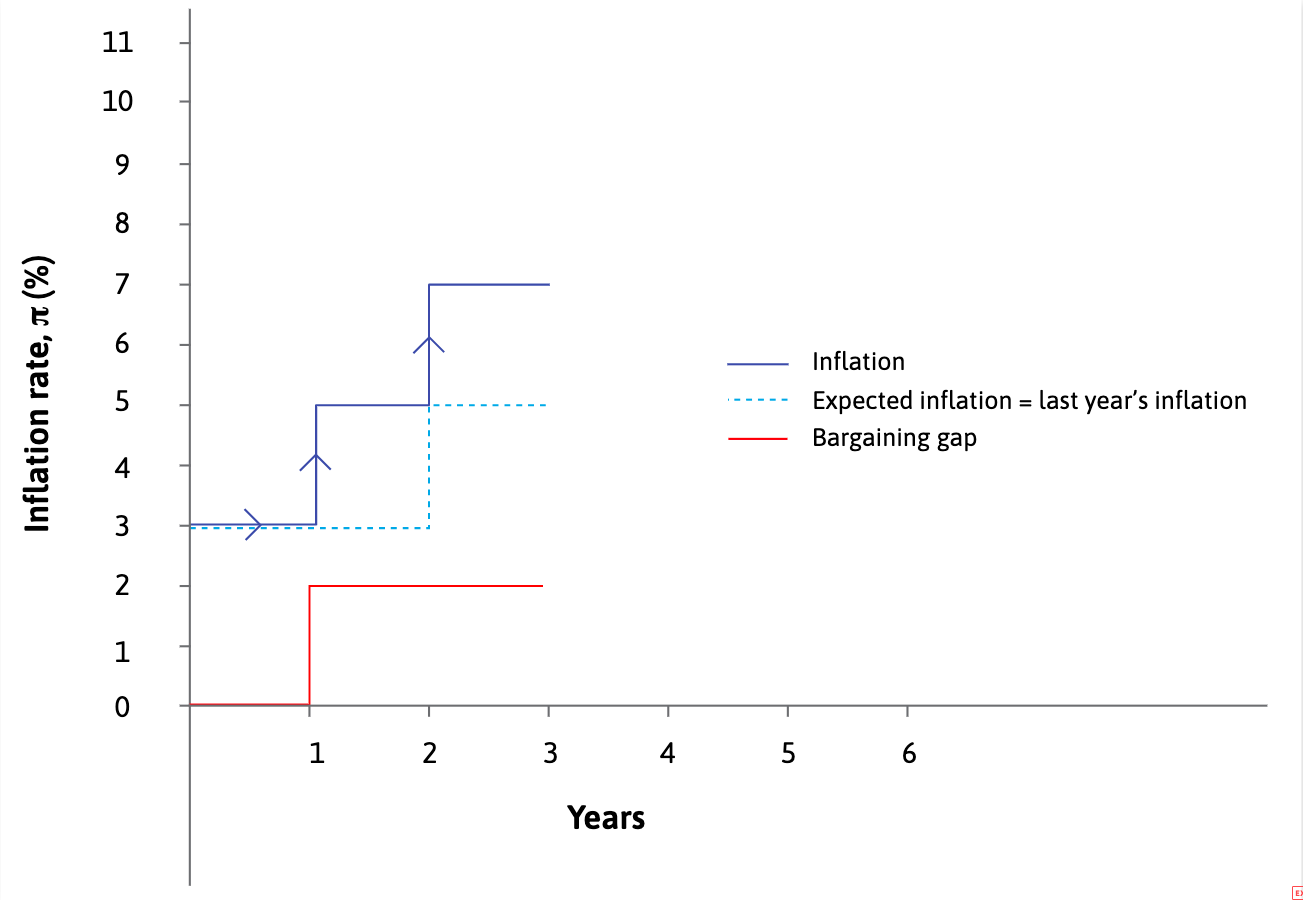 11
10
9
8
7
6
5
4
3
2
1
0
Inflation rate, π (%)
Inflation
Expected inflation = last year’s inflation
Bargaining gap
1 2 3 4 5 6
Years